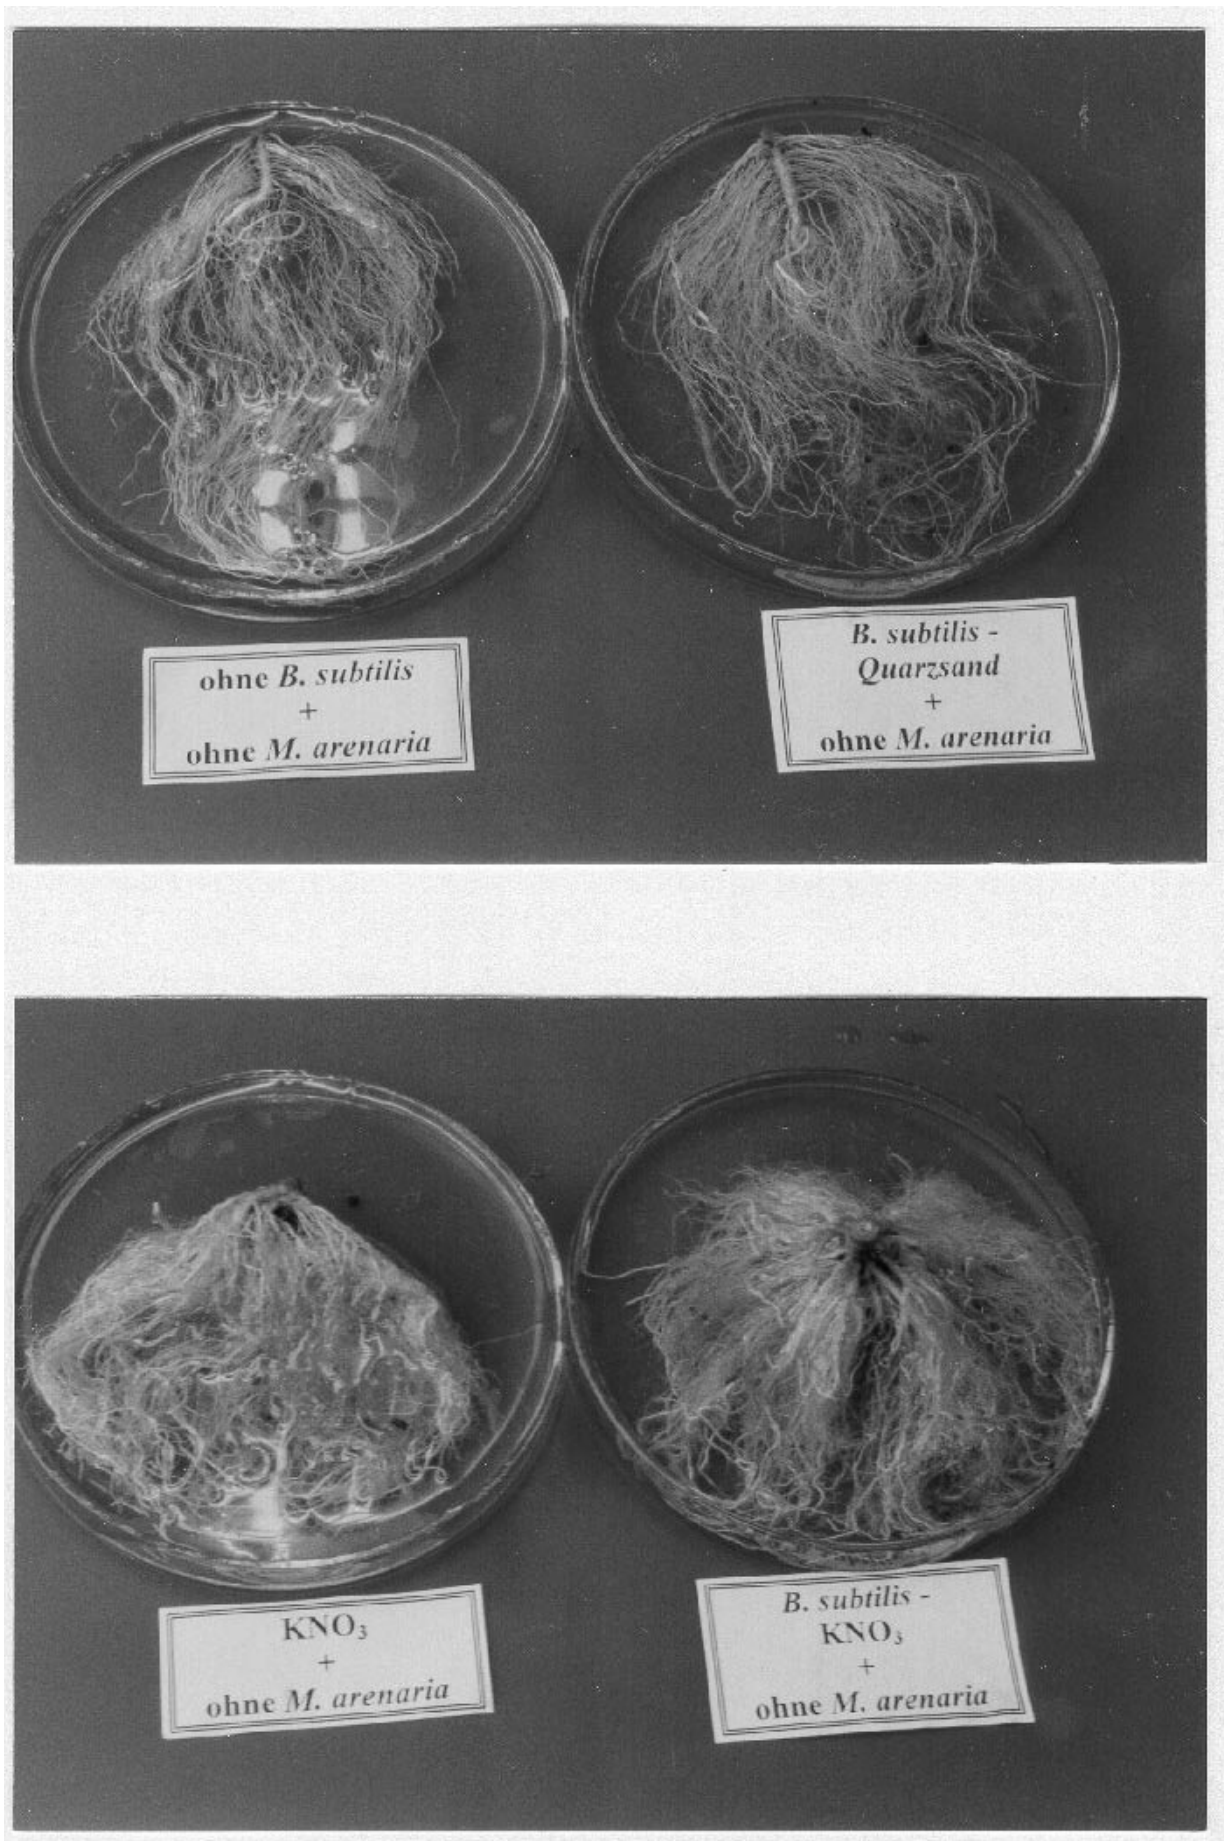 ohne B. subtilis
+
ohne M. arenaria
B. subtilis -
Quarzsand
+
ohne M. arenaria
KNO₃
+
ohne M. arenaria
B. subtilis -
KNO₃
+
ohne M. arenaria